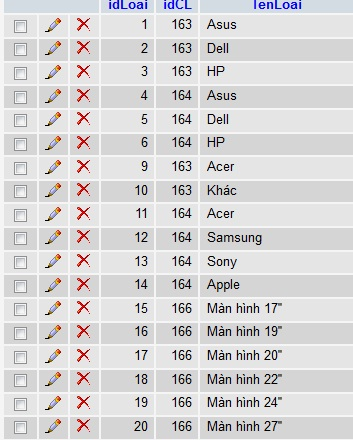 idLoai idCL TenLoai
1 163 Asus
2 163 Dell
3 163 HP
4 164 Asus
5 164 Dell
6 164 HP
9 163 Acer
10 163 Khác
11 164 Acer
12 164 Samsung
13 164 Sony
14 164 Apple
15 166 Màn hình 17"
16 166 Màn hình 19"
17 166 Màn hình 20"
18 166 Màn hình 22"
19 166 Màn hình 24"
20 166 Màn hình 27"